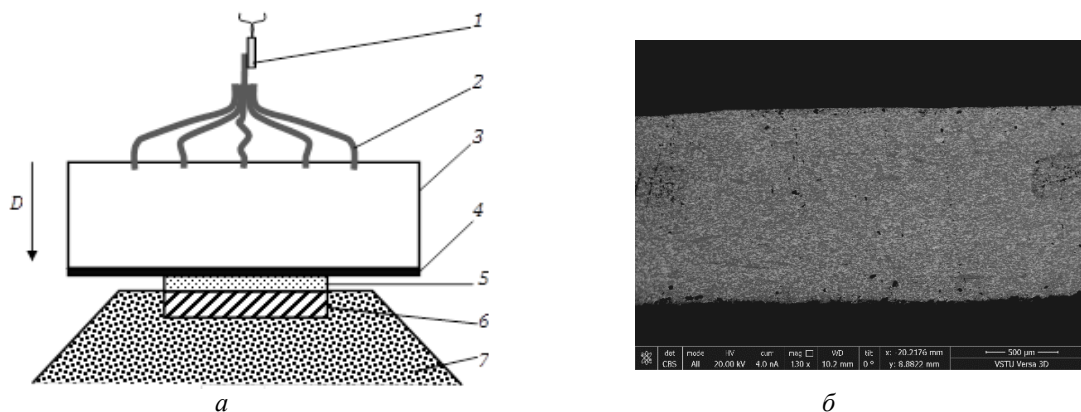 1
2
3
D
4
5
6
7
а
б
det mode HV curr mag □ WD tilt x: -20.2176 mm 500 µm
CBS All 20.00 kV 4.0 nA 130 x 10.2 mm 0 ° y: 8.8822 mm VSTU Versa 3D